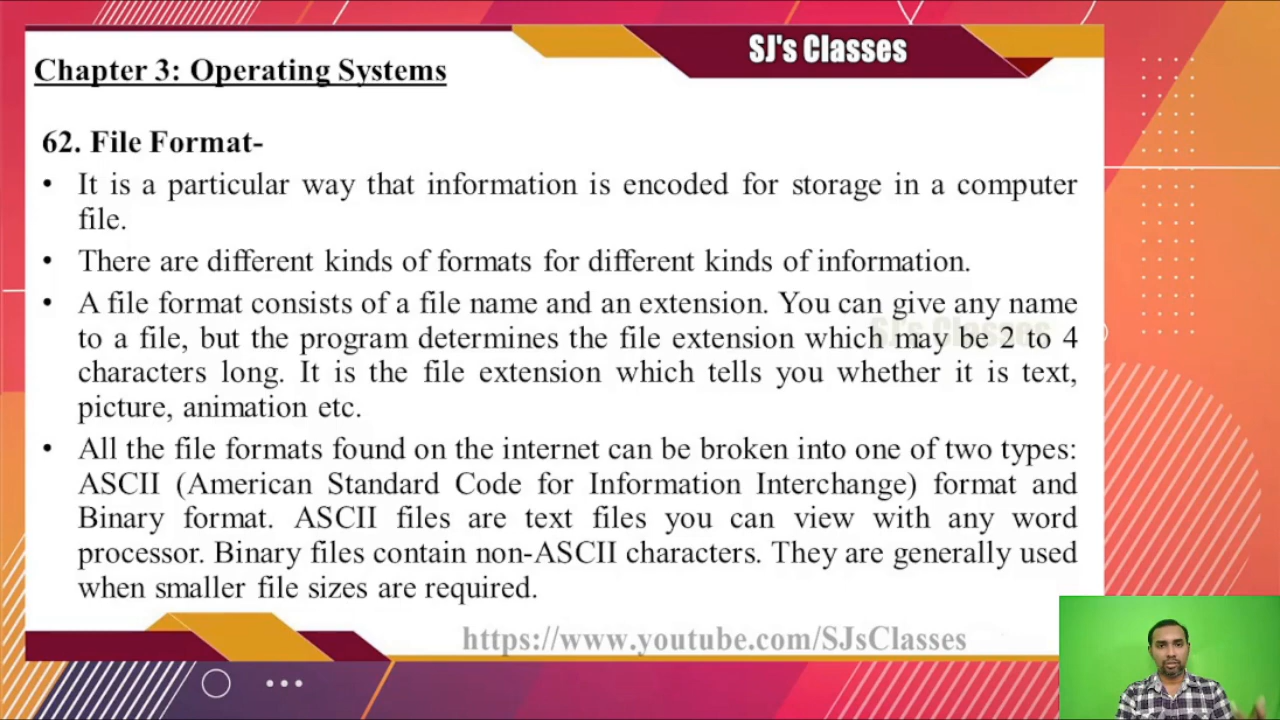 SJ's Classes
Chapter 3: Operating Systems
62. File Format-
• It is a particular way that information is encoded for storage in a computer
file.
• There are different kinds of formats for different kinds of information.
• A file format consists of a file name and an extension. You can give any name
to a file, but the program determines the file extension which may be 2 to 4
characters long. It is the file extension which tells you whether it is text,
picture, animation etc.
SJ's Classes
• All the file formats found on the internet can be broken into one of two types:
ASCII (American Standard Code for Information Interchange) format and
Binary format. ASCII files are text files you can view with any word
processor. Binary files contain non-ASCII characters. They are generally used
when smaller file sizes are required.
https://www.youtube.com/SJsClasses